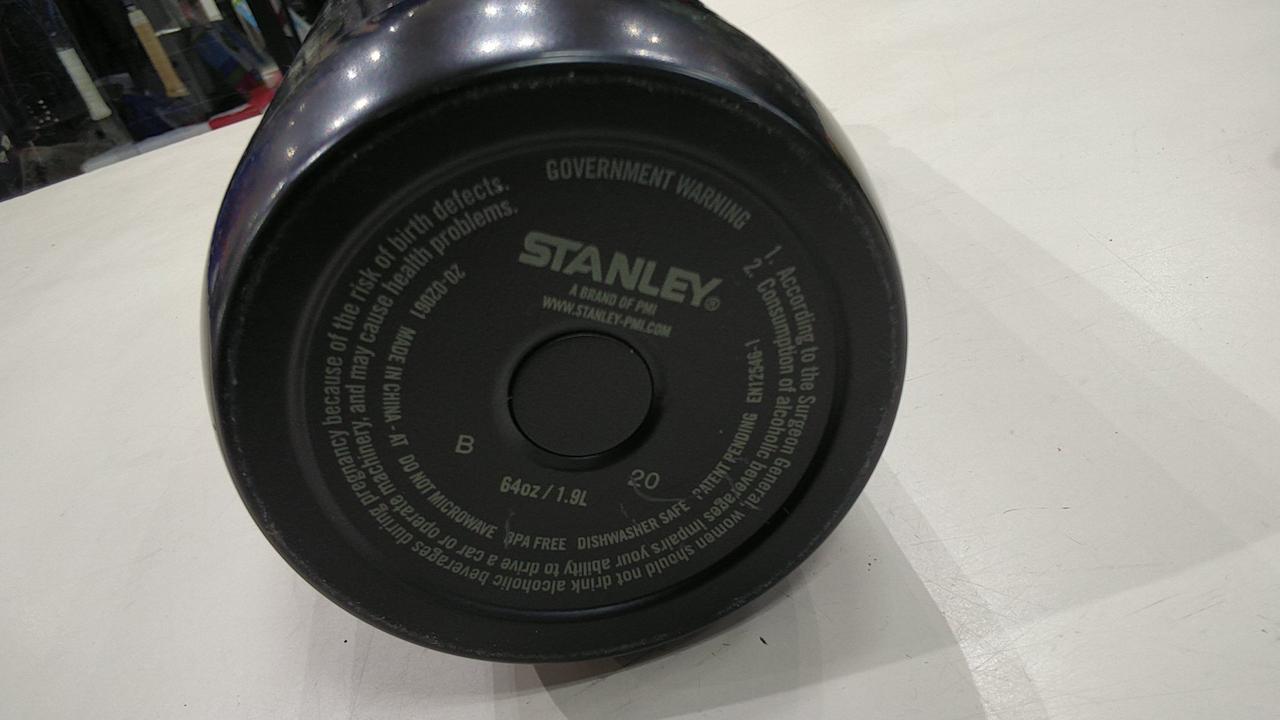 GOVERNMENT WARNING
1. According to the Surgeon General, women should not drink alcoholic beverages during pregnancy because of the risk of birth defects.
2. Consumption of alcoholic beverages impairs your ability to drive a car or operate machinery, and may cause health problems.
STANLEY®
A BRAND OF PMI
WWW.STANLEY-PMI.COM
20-02061 MADE IN CHINA - AT DO NOT MICROWAVE BPA FREE DISHWASHER SAFE - PATENT PENDING EN12546-1
B
64oz / 1.9L
20